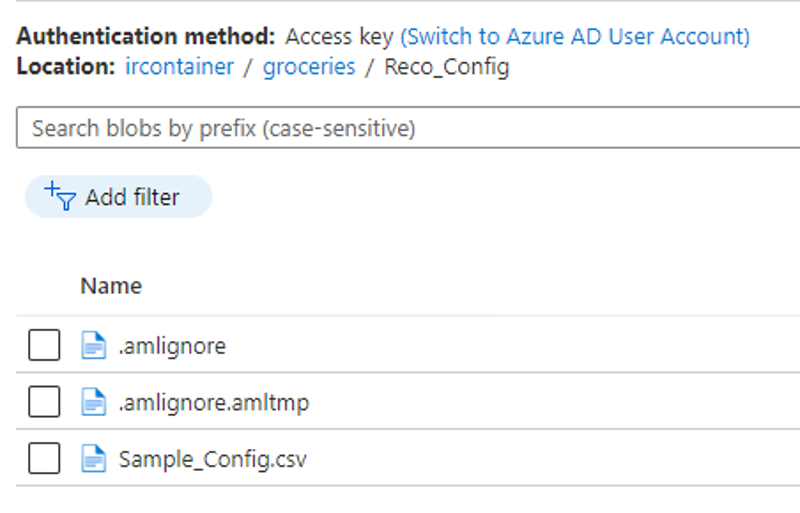 Authentication method: Access key (Switch to Azure AD User Account)
Location: ircontainer / groceries / Reco_Config
Search blobs by prefix (case-sensitive)
Add filter
Name
.amlignore
.amlignore.amltmp
Sample_Config.csv